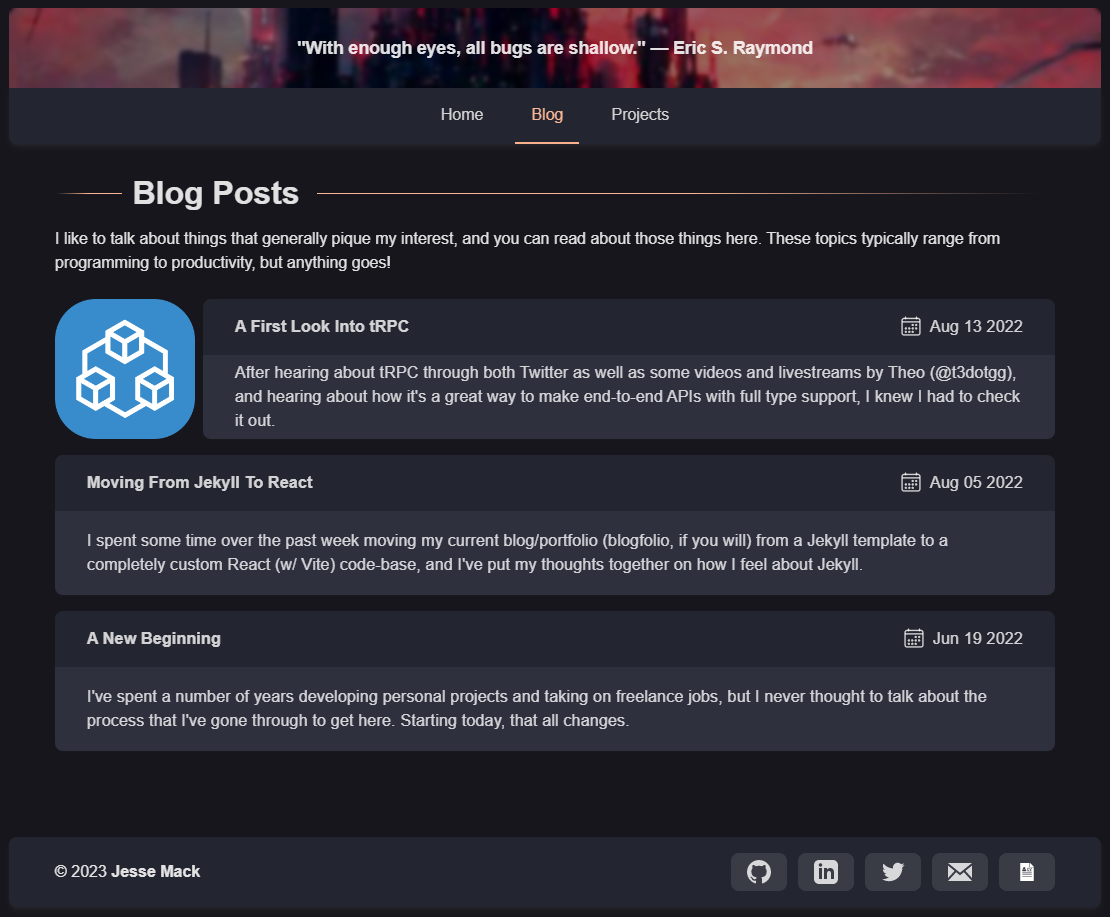 "With enough eyes, all bugs are shallow." — Eric S. Raymond
Home Blog Projects
Blog Posts
I like to talk about things that generally pique my interest, and you can read about those things here. These topics typically range from
programming to productivity, but anything goes!
A First Look Into tRPC Aug 13 2022
After hearing about tRPC through both Twitter as well as some videos and livestreams by Theo (@t3dotgg),
and hearing about how it's a great way to make end-to-end APIs with full type support, I knew I had to check
it out.
Moving From Jekyll To React Aug 05 2022
I spent some time over the past week moving my current blog/portfolio (blogfolio, if you will) from a Jekyll template to a
completely custom React (w/ Vite) code-base, and I've put my thoughts together on how I feel about Jekyll.
A New Beginning Jun 19 2022
I've spent a number of years developing personal projects and taking on freelance jobs, but I never thought to talk about the
process that I've gone through to get here. Starting today, that all changes.
© 2023 Jesse Mack